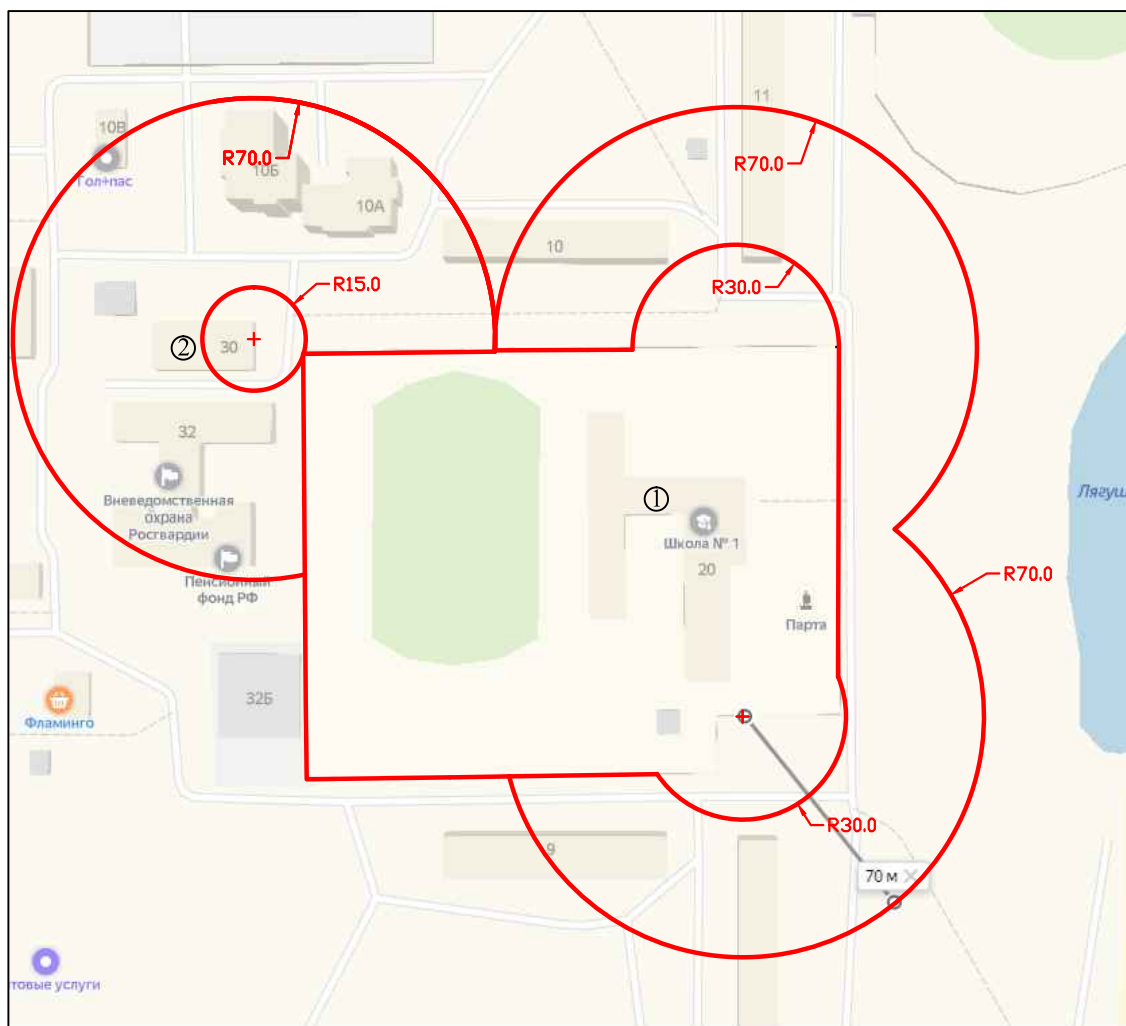 11
10В
R70.0
10Б
R70.0
Гол+пас
10А
10
R15.0
R30.0
②
30
32
Вневедомственная
охрана
Росгвардии
①
Лягуш
Школа № 1
20
R70.0
Пенсионный
фонд РФ
Парта
32Б
Фламинго
R30.0
9
70 м
товые услуги